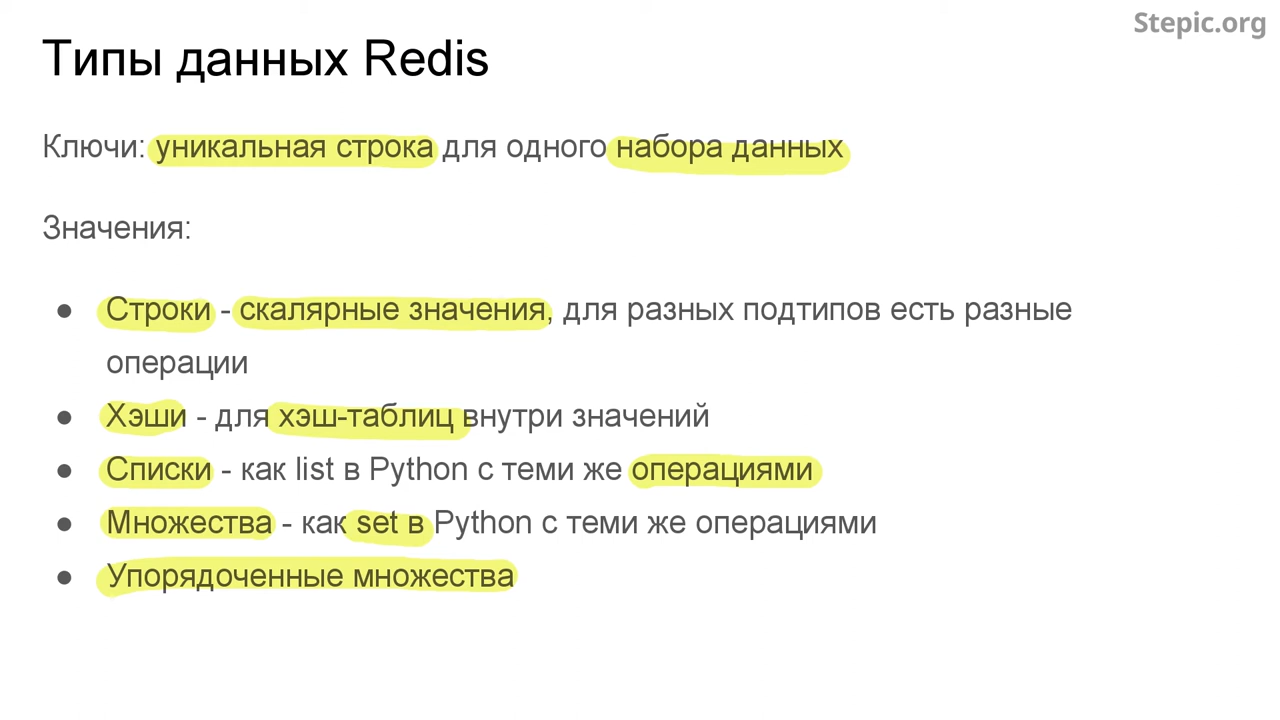 Stepic.org
Типы данных Redis
Ключи: уникальная строка для одного набора данных
Значения:
● Строки - скалярные значения, для разных подтипов есть разные
операции
● Хэши - для хэш-таблиц внутри значений
● Списки - как list в Python с теми же операциями
● Множества - как set в Python с теми же операциями
● Упорядоченные множества